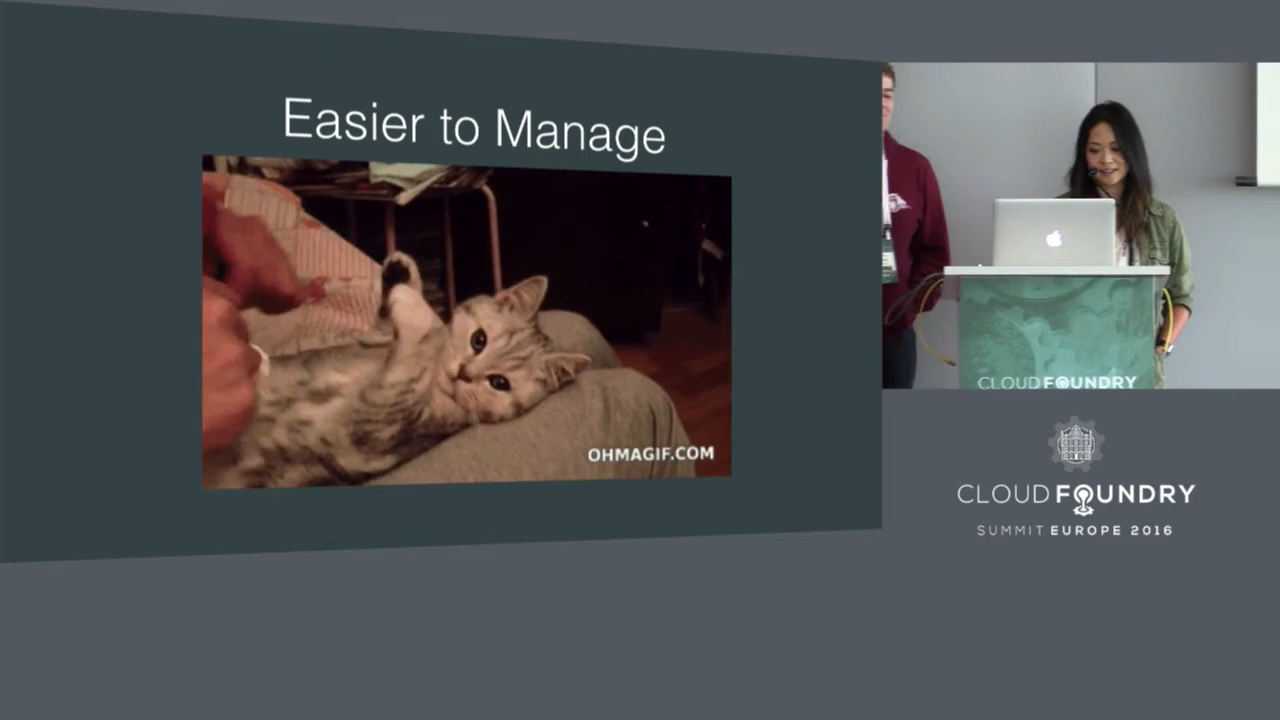 Easier to Manage
OHMAGIF.COM
CLOUD FOUNDRY
CLOUD FOUNDRY
SUMMIT EUROPE 2016